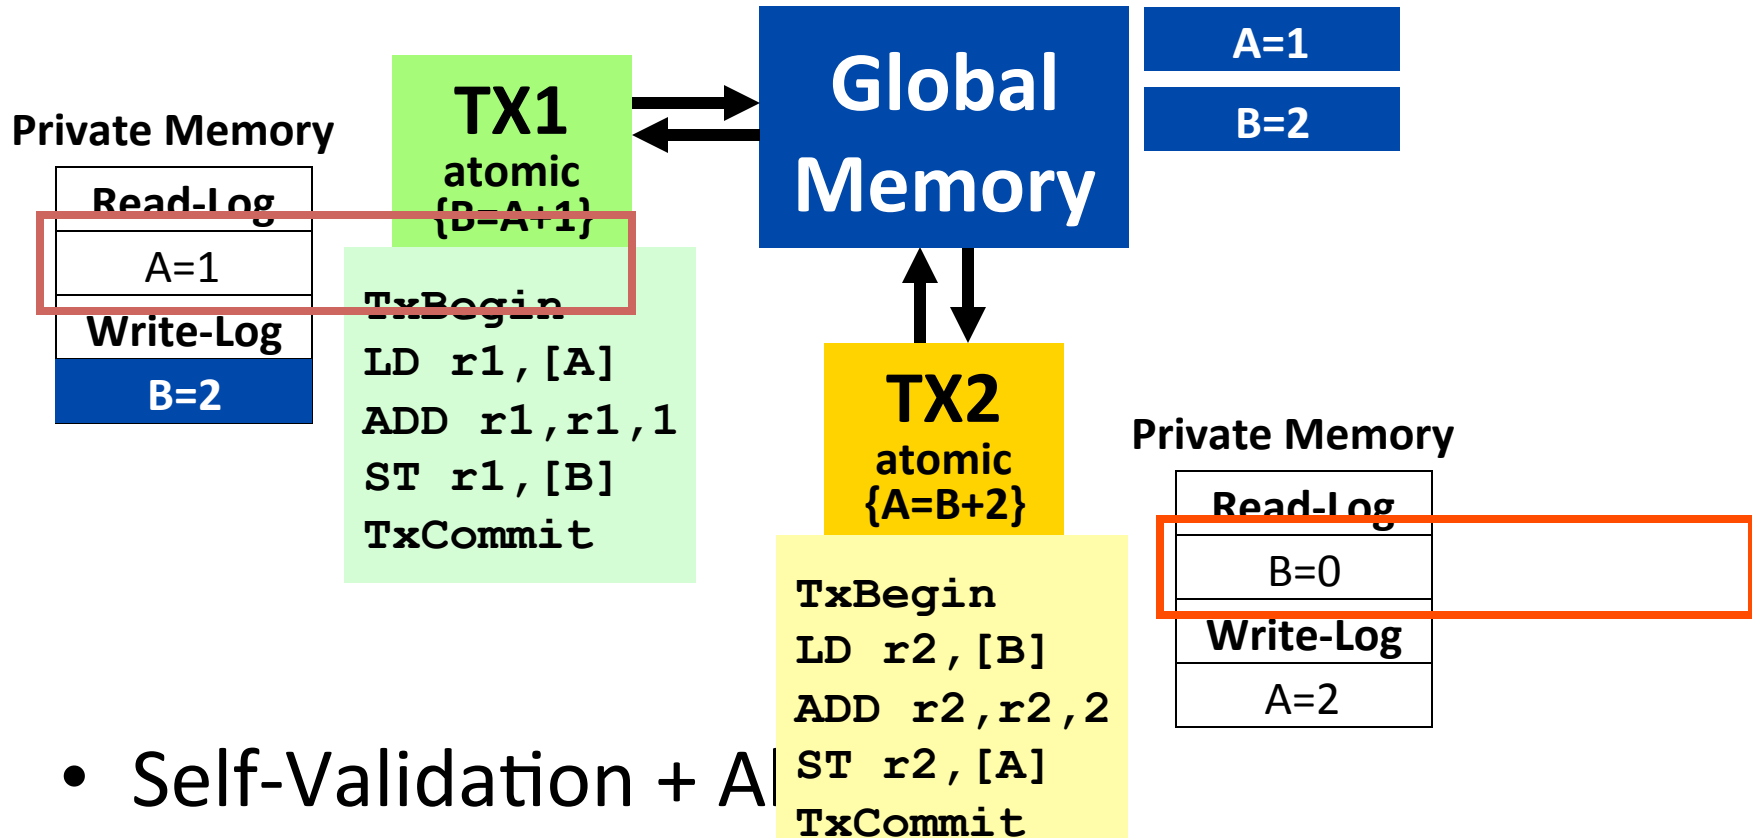 Private Memory
Read-Log
A=1
Write-Log
B=2
TX1
atomic
{B=A+1}
TxBegin
LD r1,[A]
ADD r1,r1,1
ST r1,[B]
TxCommit
Global
Memory
A=1
B=2
TX2
atomic
{A=B+2}
TxBegin
LD r2,[B]
ADD r2,r2,2
ST r2,[A]
TxCommit
Private Memory
Read-Log
B=0
Write-Log
A=2
• Self-Validation +